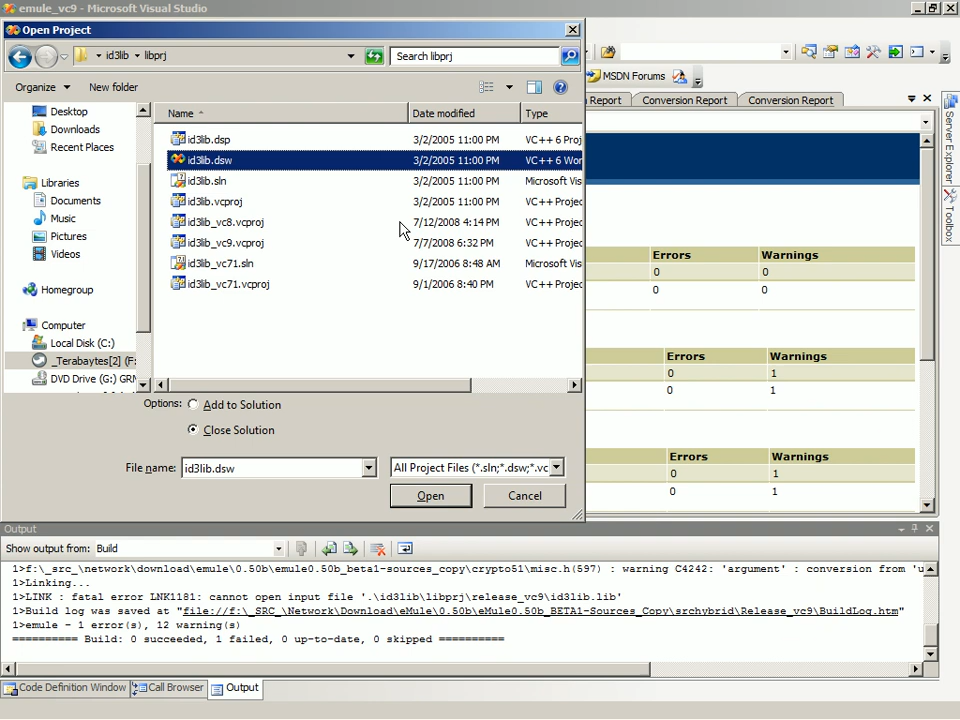 emule_vc9 - Microsoft Visual Studio
Open Project
id3lib libprj
Search libprj
MSDN Forums
Organize New folder
n Report Conversion Report Conversion Report
Name Date modified Type
Desktop
Downloads
Recent Places
Libraries
Documents
Music
Pictures
Videos
Homegroup
Computer
Local Disk (C:)
_Terabytes[2] (F:
DVD Drive (G:) GRM
id3lib.dsp 3/2/2005 11:00 PM VC++ 6 Proj
id3lib.dsw 3/2/2005 11:00 PM VC++ 6 Wor
id3lib.sln 3/2/2005 11:00 PM Microsoft Vis
id3lib.vcproj 3/2/2005 11:00 PM VC++ Projec
id3lib_vc8.vcproj 7/12/2008 4:14 PM VC++ Projec
id3lib_vc9.vcproj 7/7/2008 6:32 PM VC++ Projec
id3lib_vc71.sln 9/17/2006 8:48 AM Microsoft Vis
id3lib_vc71.vcproj 9/1/2006 8:40 PM VC++ Projec
Options: Add to Solution
Close Solution
File name: id3lib.dsw All Project Files (*.sln;*.dsw;*.vc
Open Cancel
Errors Warnings
0 0
0 0
Errors Warnings
0 1
0 1
Errors Warnings
0 1
0 1
Server Explorer
Toolbox
Output
Show output from: Build
1>f:\_src_\network\download\emule\0.50b\emule0.50b_beta1-sources_copy\crypto51\misc.h(597) : warning C4242: 'argument' : conversion from 'u
1>Linking...
1>LINK : fatal error LNK1181: cannot open input file '.\id3lib\libprj\release_vc9\id3lib.lib'
1>Build log was saved at "file://f:\_SRC_\Network\Download\eMule\0.50b\eMule0.50b_BETA1-Sources_Copy\srchybrid\Release_vc9\BuildLog.htm"
1>emule - 1 error(s), 12 warning(s)
========== Build: 0 succeeded, 1 failed, 0 up-to-date, 0 skipped ==========
Code Definition Window Call Browser Output